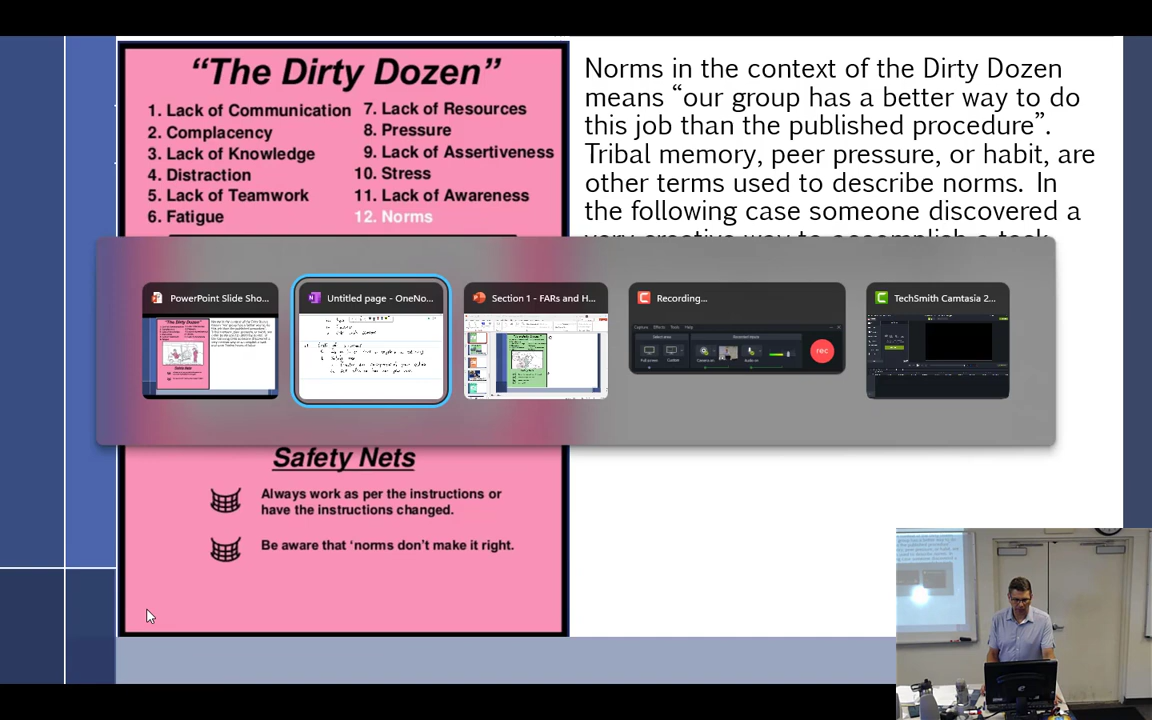 “The Dirty Dozen”
1. Lack of Communication
2. Complacency
3. Lack of Knowledge
4. Distraction
5. Lack of Teamwork
6. Fatigue
7. Lack of Resources
8. Pressure
9. Lack of Assertiveness
10. Stress
11. Lack of Awareness
12. Norms
Norms in the context of the Dirty Dozen
means “our group has a better way to do
this job than the published procedure”.
Tribal memory, peer pressure, or habit, are
other terms used to describe norms. In
the following case someone discovered a
very creative way to accomplish a task
PowerPoint Slide Sho...
Untitled page - OneNo...
Section 1 - FARs and H...
Recording...
TechSmith Camtasia 2...
rec
Safety Nets
Always work as per the instructions or
have the instructions changed.
Be aware that ‘norms don’t make it right.